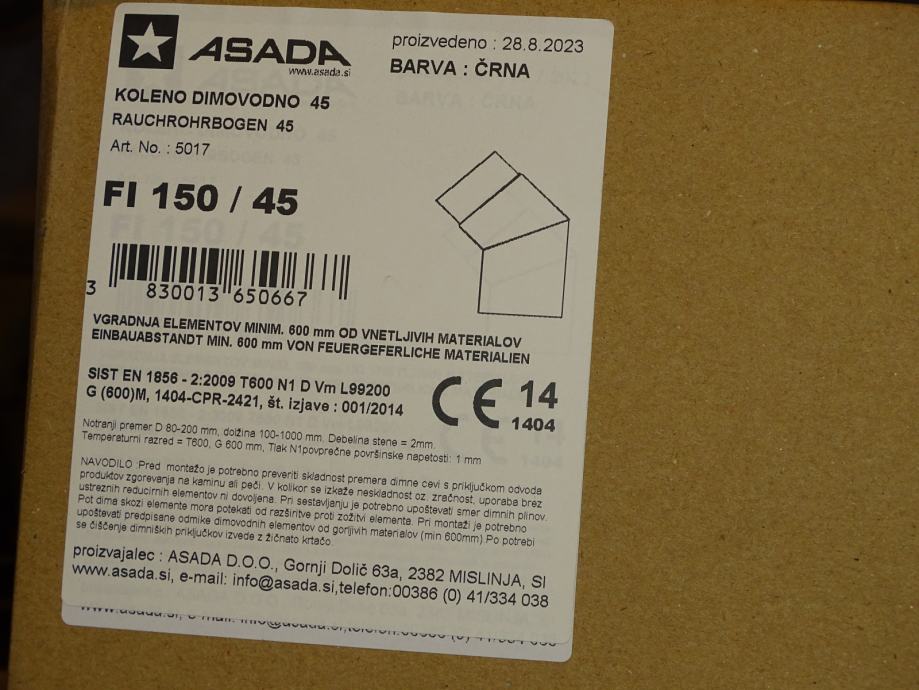 ASADA
www.asada.si
proizvedeno : 28.8.2023
BARVA : ČRNA
KOLENO DIMOVODNO 45
RAUCHROHRBOGEN 45
Art. No. : 5017
FI 150 / 45
3 830013 650667
VGRADNJA ELEMENTOV MINIM. 600 mm OD VNETLJIVIH MATERIALOV
EINBAUABSTANDT MIN. 600 mm VON FEUERGEFERLICHE MATERIALIEN
SIST EN 1856 - 2:2009 T600 N1 D Vm L99200
G (600)M, 1404-CPR-2421, št. izjave : 001/2014
CE 14
1404
Notranji premer D 80-200 mm, dolžina 100-1000 mm. Debelina stene = 2mm.
Temperaturni razred = T600, G 600 mm, Tlak N1povprečne površinske napetosti: 1 mm
NAVODILO :Pred montažo je potrebno preveriti skladnost premera dimne cevi s priključkom odvoda
produktov zgorevanja na kaminu ali peči. V kolikor se izkaže neskladnost oz. zračnost, uporaba brez
ustreznih reducirnih elementov ni dovoljena. Pri sestavljanju je potrebno upoštevati smer dimnih plinov.
Pot dima skozi elemente mora potekati od razširitve proti zožitvi elementa. Pri montaži je potrebno
upoštevati predpisane odmike dimovodnih elementov od gorljivih materialov (min 600mm).Po potrebi
se čiščenje dimniških priključkov izvede z žičnato krtačo.
proizvajalec : ASADA D.O.O., Gornji Dolič 63a, 2382 MISLINJA, SI
www.asada.si, e-mail: info@asada.si,telefon:00386 (0) 41/334 038